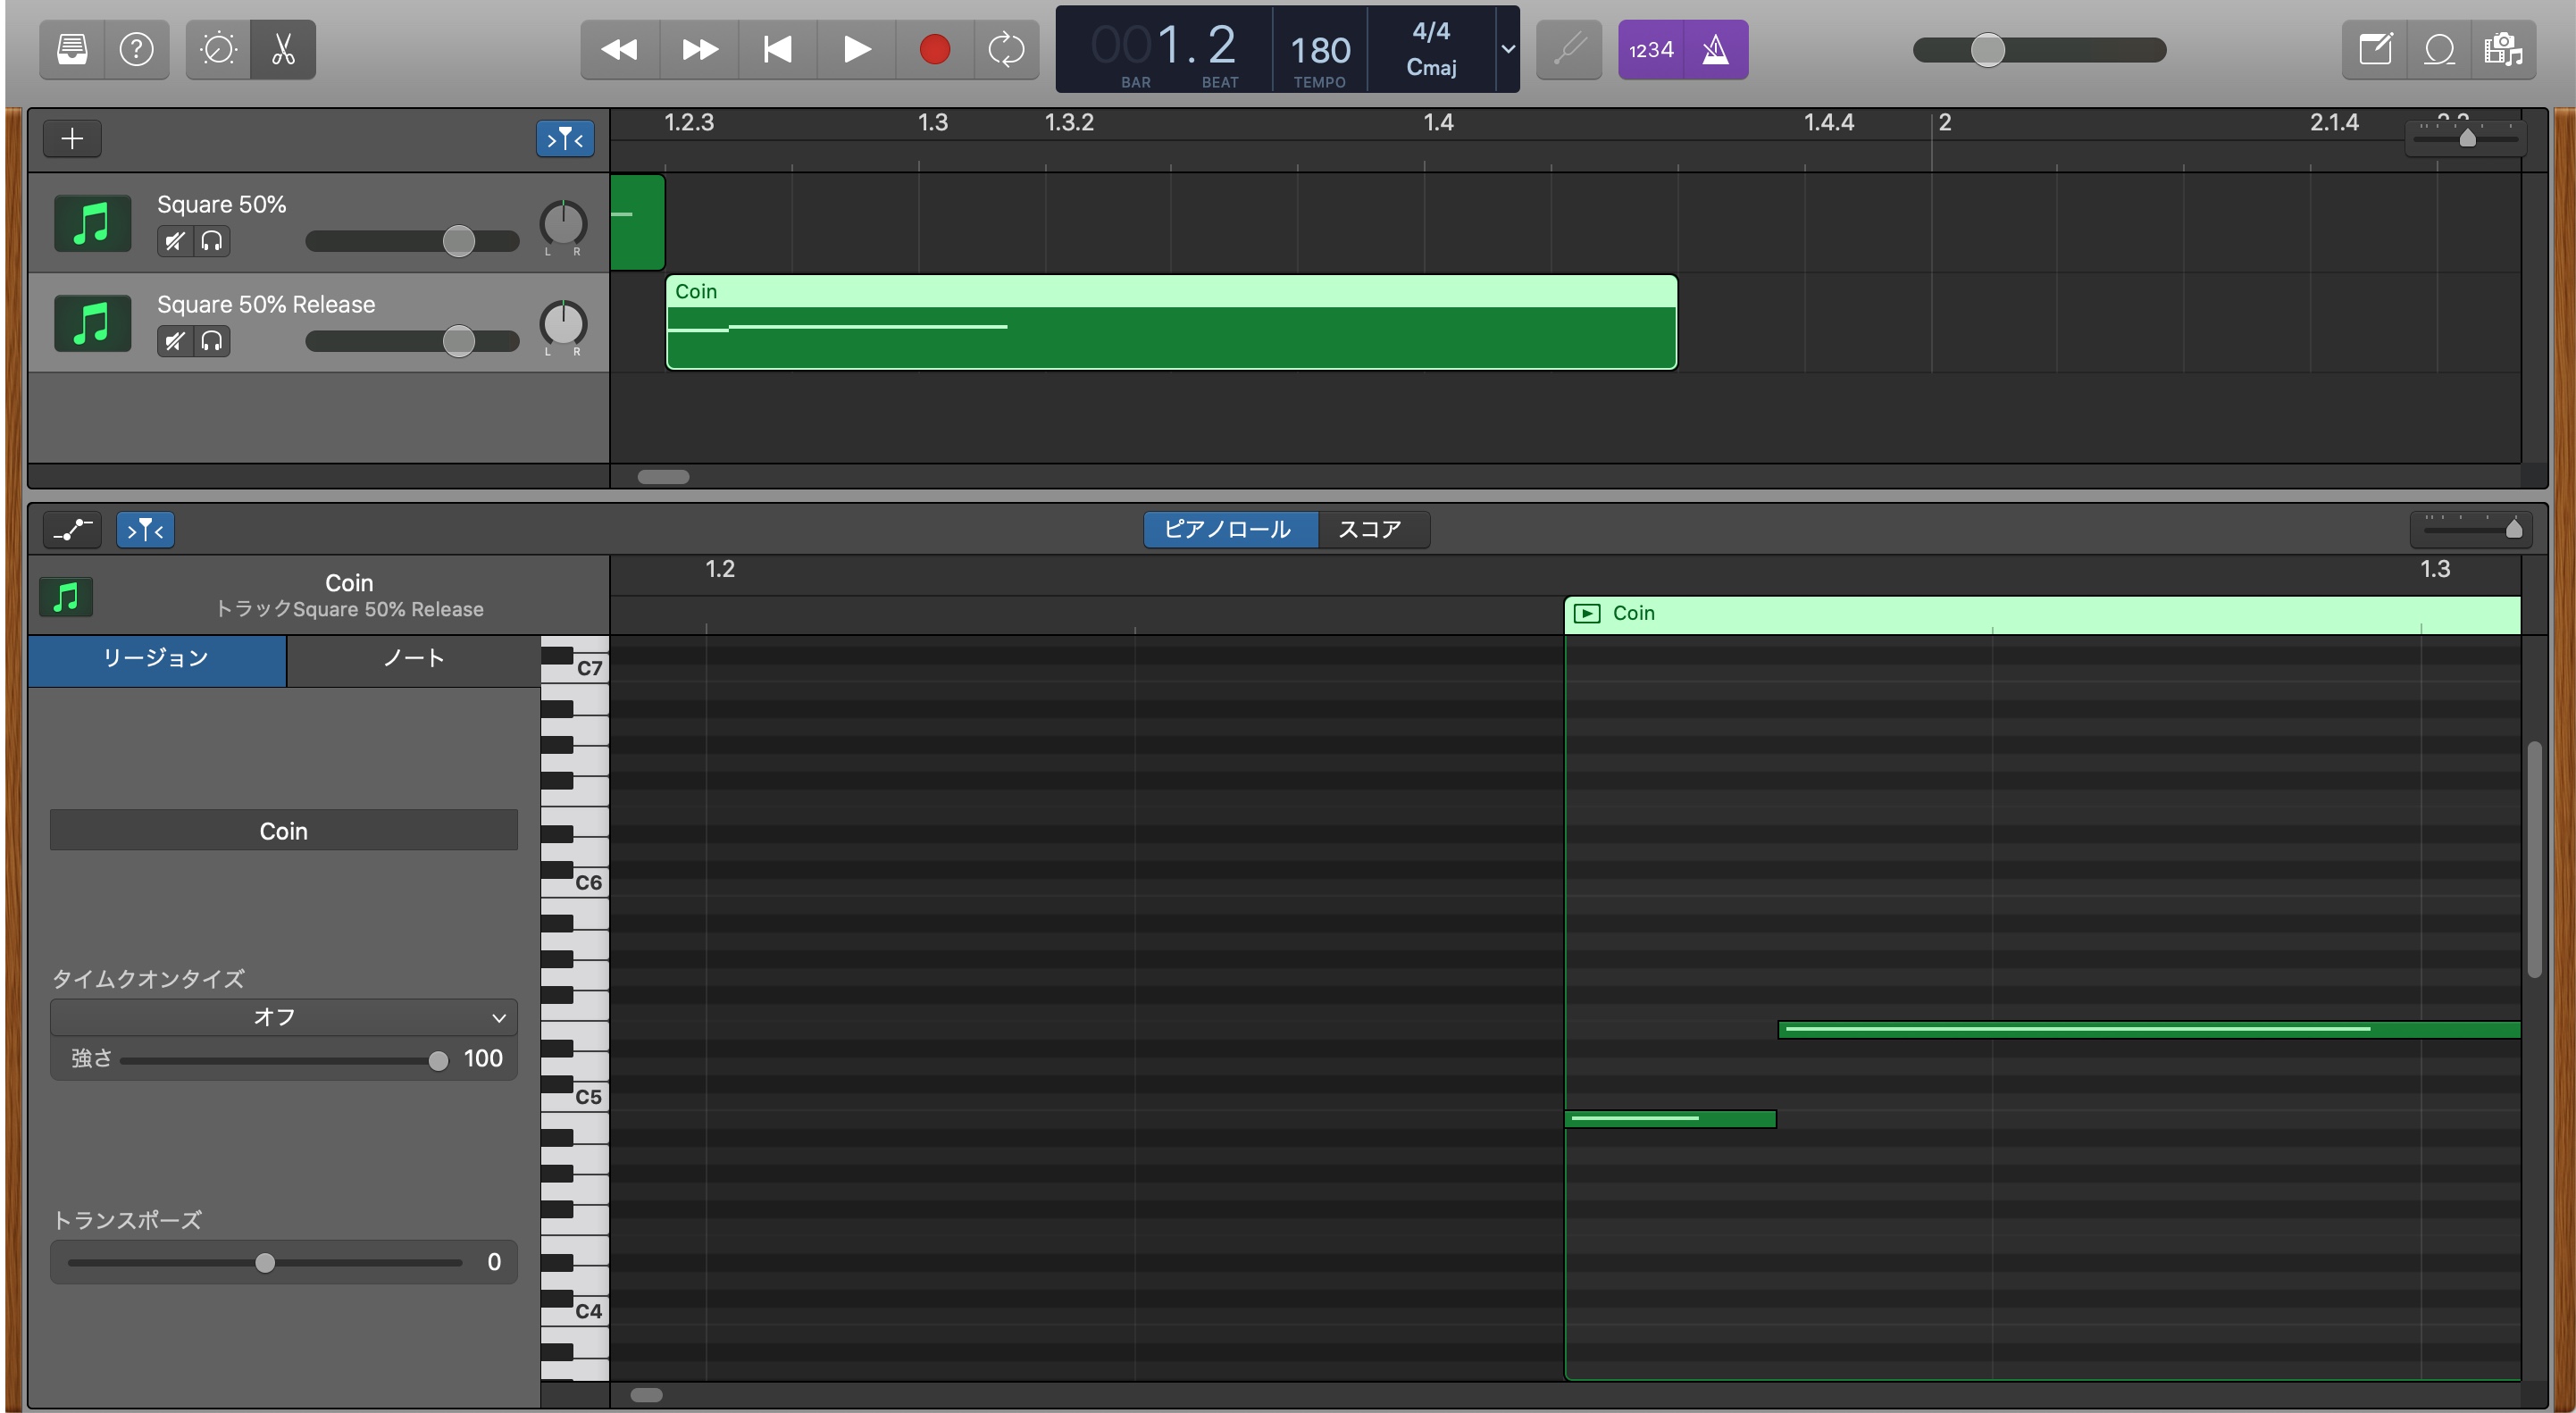 001. 2
BAR
BEAT
180
TEMPO
4/4
Cmaj
1234
1.2.3
1.3
1.3.2
1.4
1.4.4
2
2.1.4
Square 50%
L R
Square 50% Release
L R
Coin
ピアノロール
スコア
Coin
トラックSquare 50% Release
1.2
1.3
Coin
リージョン
ノート
C7
Coin
C6
タイムクオンタイズ
オフ
強さ
100
C5
トランスポーズ
0
C4